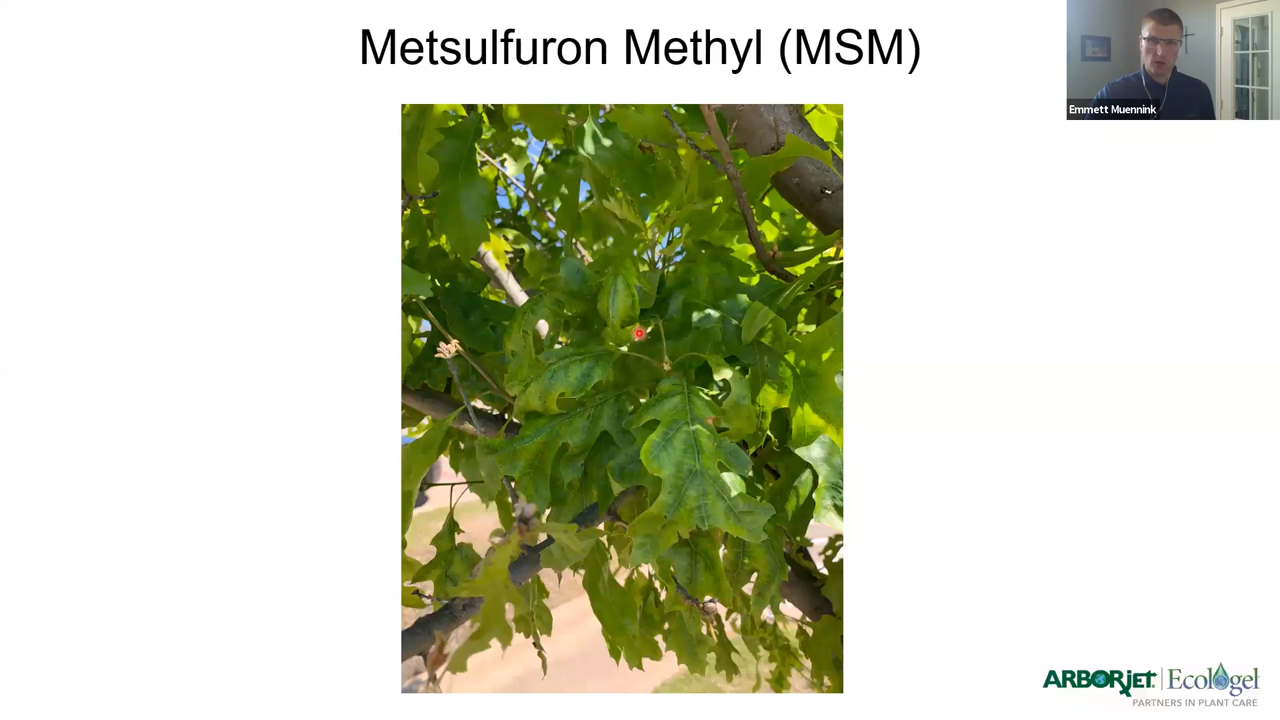 Metsulfuron Methyl (MSM)
Emmett Muennink
ARBORjet | Ecologel
PARTNERS IN PLANT CARE